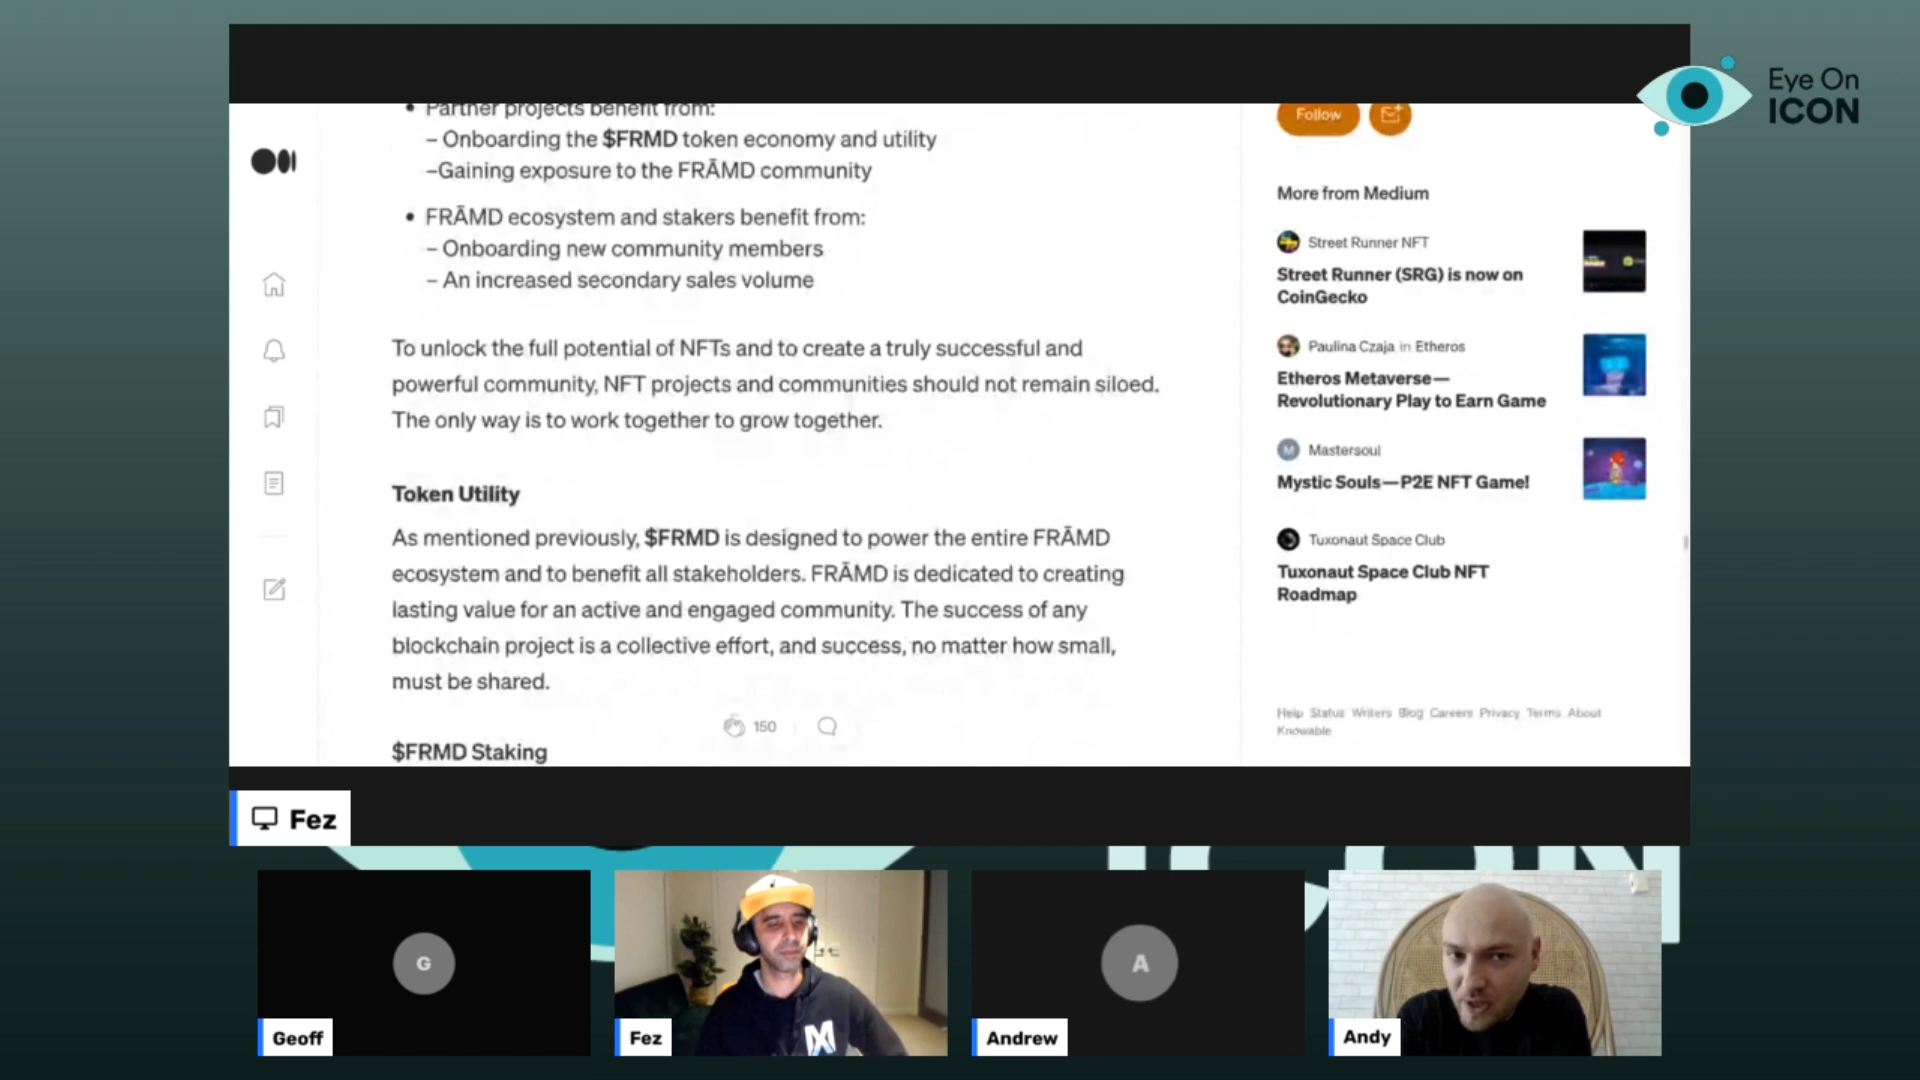 Eye On
ICON
• Partner projects benefit from:
– Onboarding the $FRMD token economy and utility
–Gaining exposure to the FRĀMD community
• FRĀMD ecosystem and stakers benefit from:
– Onboarding new community members
– An increased secondary sales volume
To unlock the full potential of NFTs and to create a truly successful and
powerful community, NFT projects and communities should not remain siloed.
The only way is to work together to grow together.
Token Utility
As mentioned previously, $FRMD is designed to power the entire FRĀMD
ecosystem and to benefit all stakeholders. FRĀMD is dedicated to creating
lasting value for an active and engaged community. The success of any
blockchain project is a collective effort, and success, no matter how small,
must be shared.
150
$FRMD Staking
Follow
More from Medium
Street Runner NFT
Street Runner (SRG) is now on
CoinGecko
Paulina Czaja in Etheros
Etheros Metaverse—
Revolutionary Play to Earn Game
M Mastersoul
Mystic Souls—P2E NFT Game!
Tuxonaut Space Club
Tuxonaut Space Club NFT
Roadmap
Help Status Writers Blog Careers Privacy Terms About
Knowable
Fez
ICON
G
Geoff
Fez
A
Andrew
Andy